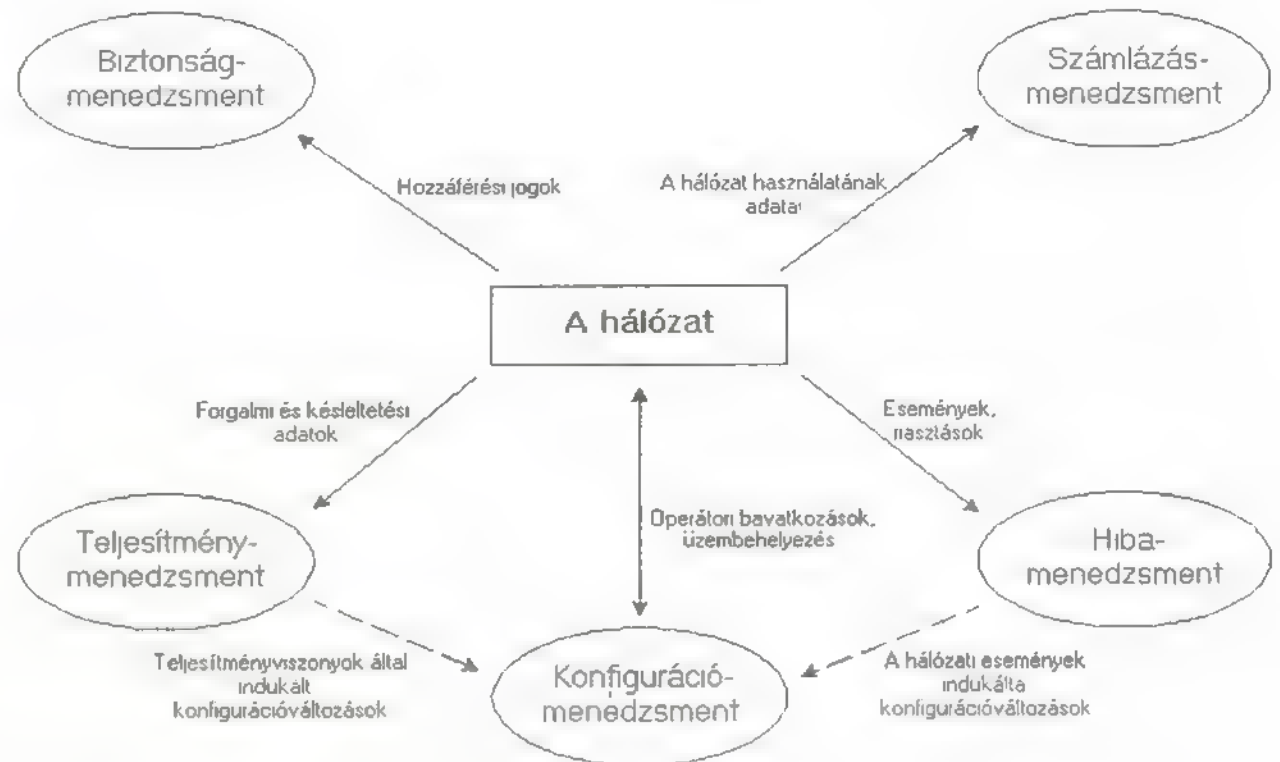 Biztonság-
menedzsment
Számlázás-
menedzsment
Hozzáférési jogok
A hálózat használatának
adatai
A hálózat
Forgalmi és késleltetési
adatok
Események,
riasztások
Operátori bavatkozások,
üzembehelyezés
Teljesítmény-
menedzsment
Hiba-
menedzsment
Teljesítményviszonyok által
indukált
konfigurációváltozások
Konfiguráció-
menedzsment
A hálózati események
indukálta
konfigurációváltozások